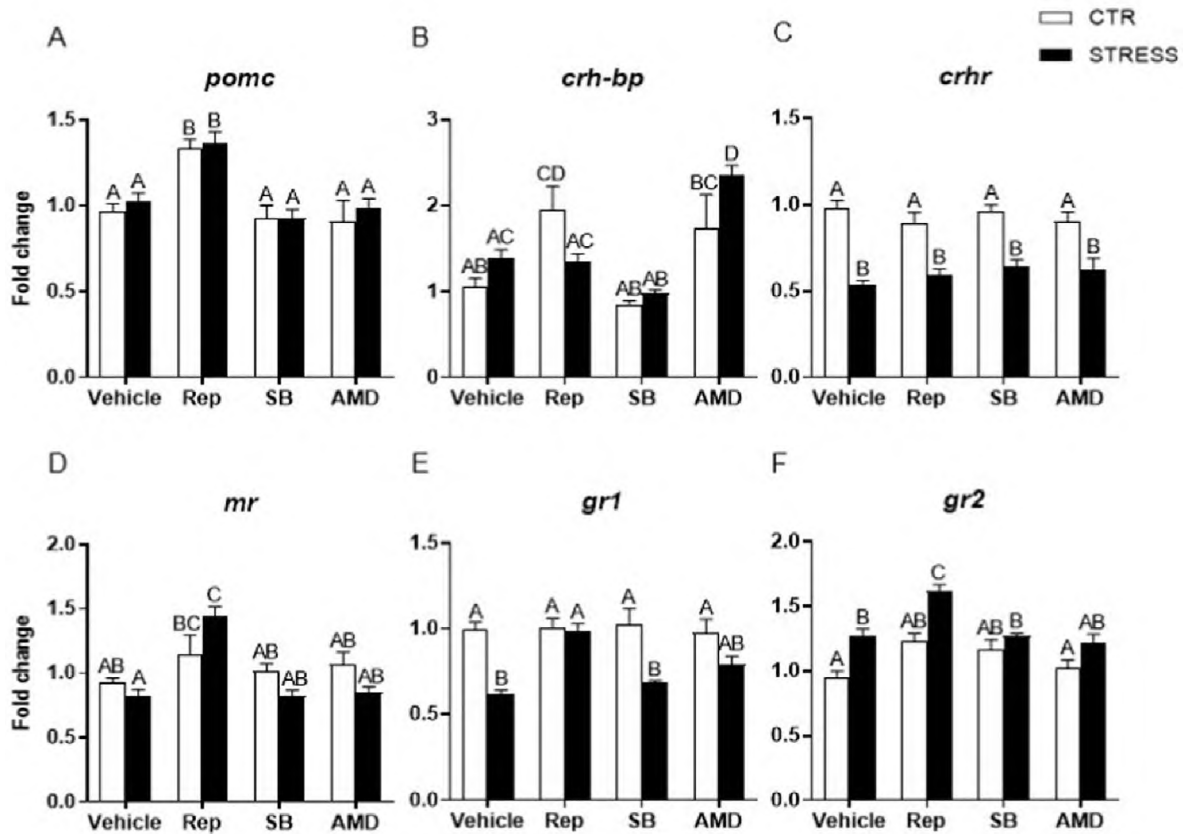 CTR
STRESS
A
B
C
pomc
crh-bp
crhr
Fold change
1.5
1.0
0.5
0.0
A A B B A A A A
Vehicle Rep SB AMD
3
2
1
0
AB AC CD AC AB AB BC D
Vehicle Rep SB AMD
1.5
1.0
0.5
0.0
A B A B A B A B
Vehicle Rep SB AMD
D
E
F
mr
gr1
gr2
Fold change
2.0
1.5
1.0
0.5
0.0
AB A BC C AB AB AB AB
Vehicle Rep SB AMD
1.5
1.0
0.5
0.0
A B A A A B A AB
Vehicle Rep SB AMD
2.0
1.5
1.0
0.5
0.0
A B AB C AB B A AB
Vehicle Rep SB AMD